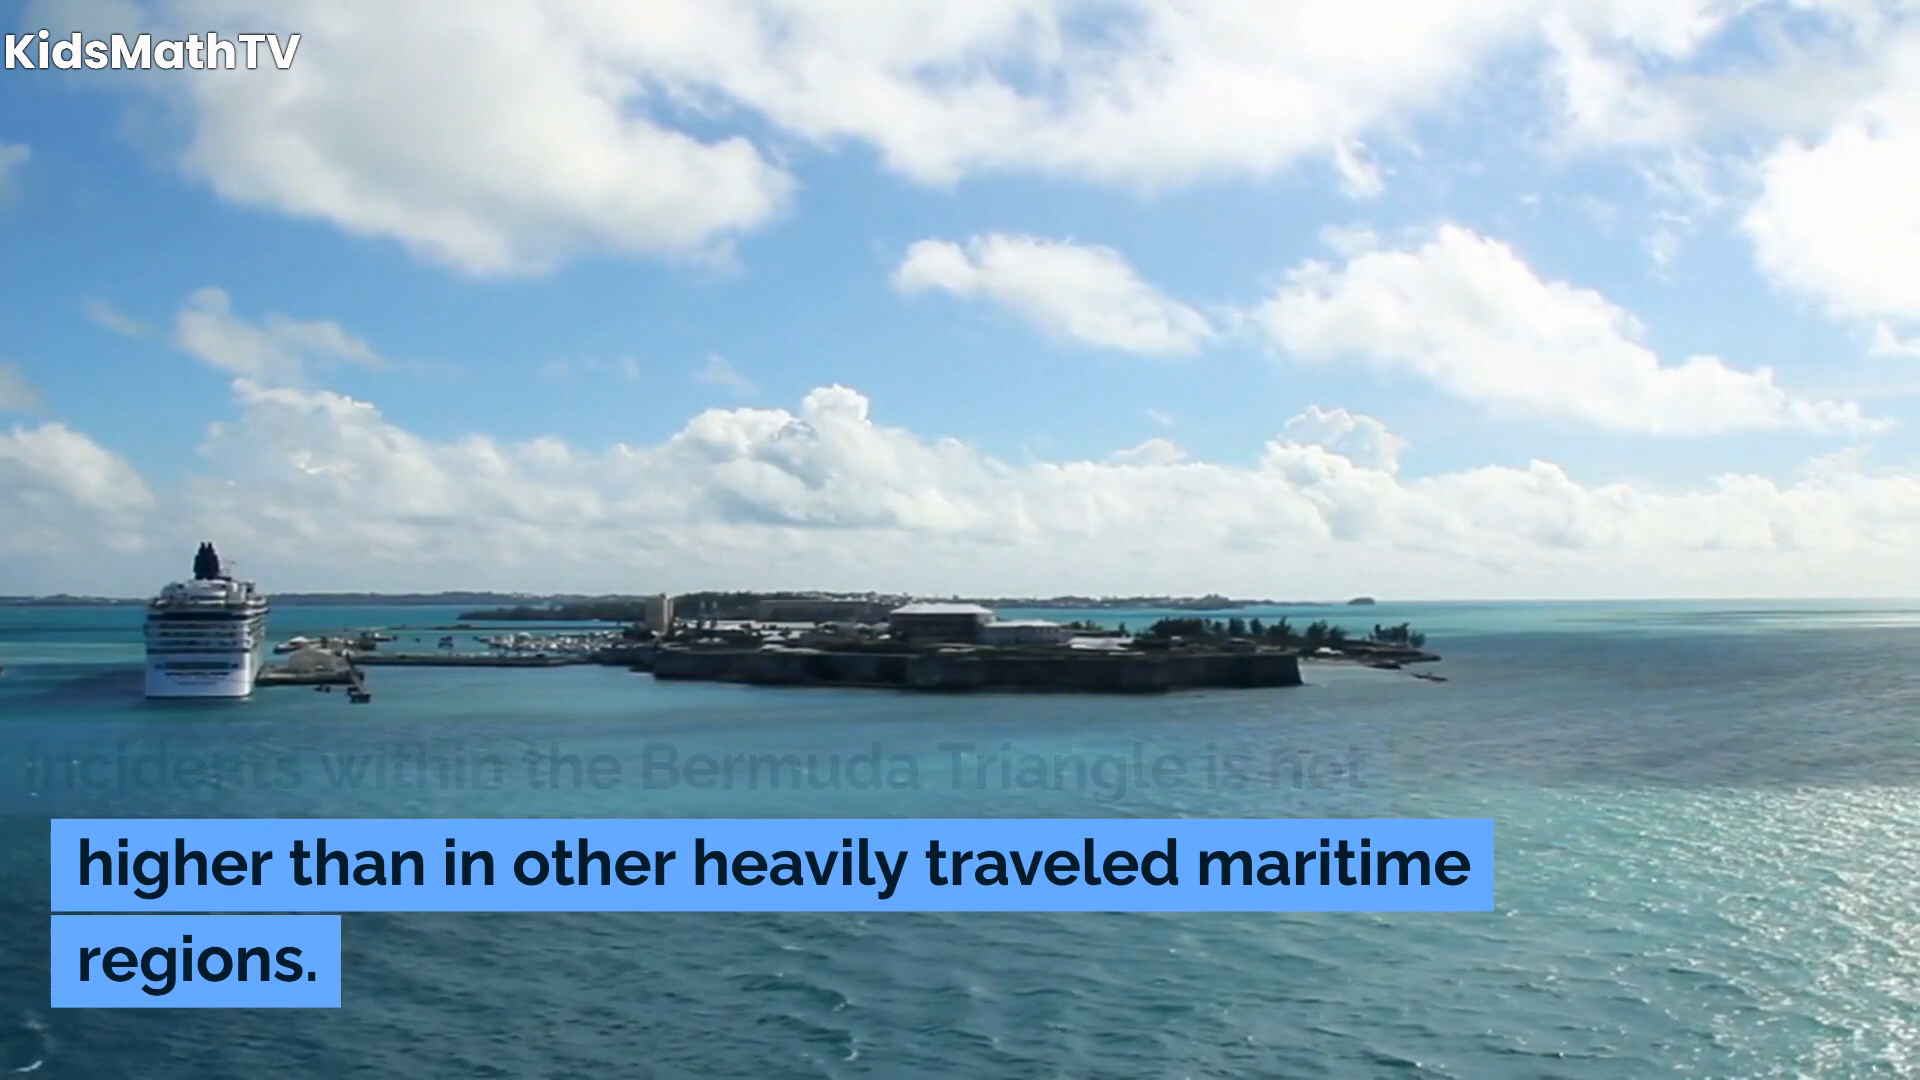 KidsMathTV
incidents within the Bermuda Triangle is not
higher than in other heavily traveled maritime
regions.